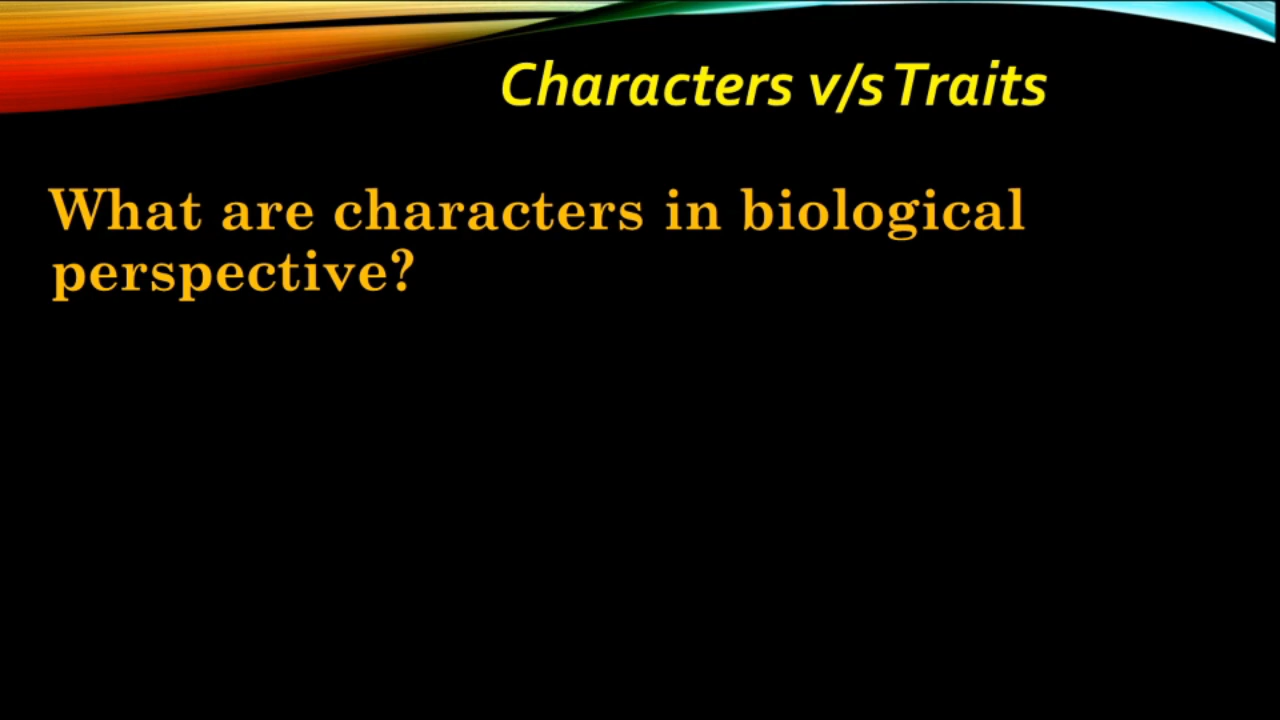 Characters v/s Traits
What are characters in biological
perspective?